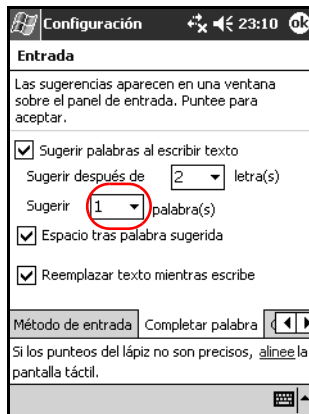 Configuración 23:10 ok
Entrada
Las sugerencias aparecen en una ventana
sobre el panel de entrada. Puntee para
aceptar.
Sugerir palabras al escribir texto
Sugerir después de 2 letra(s)
Sugerir 1 palabra(s)
Espacio tras palabra sugerida
Reemplazar texto mientras escribe
Método de entrada Completar palabra
Si los punteos del lápiz no son precisos, alinee la
pantalla táctil.